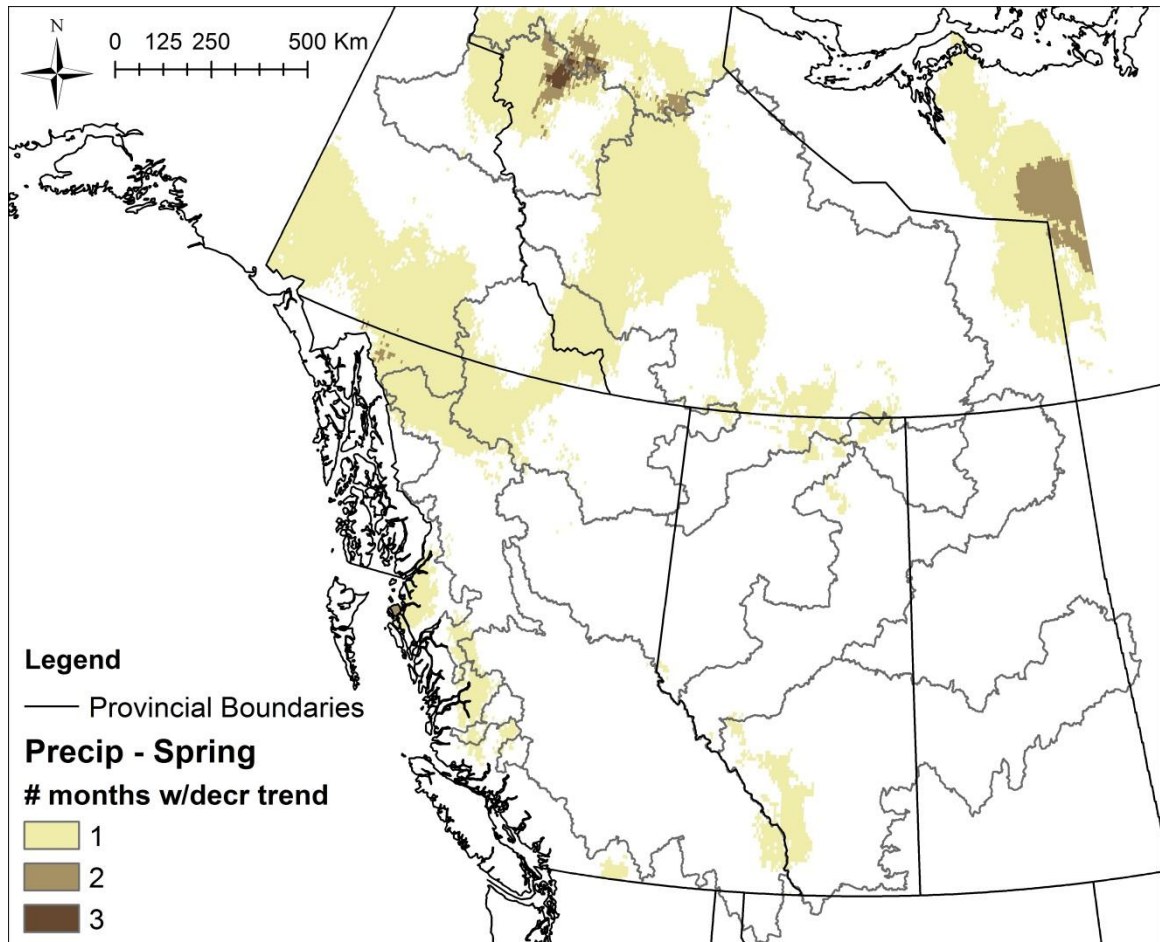 N
0 125 250 500 Km
Legend
Provincial Boundaries
Precip - Spring
# months w/decr trend
1
2
3